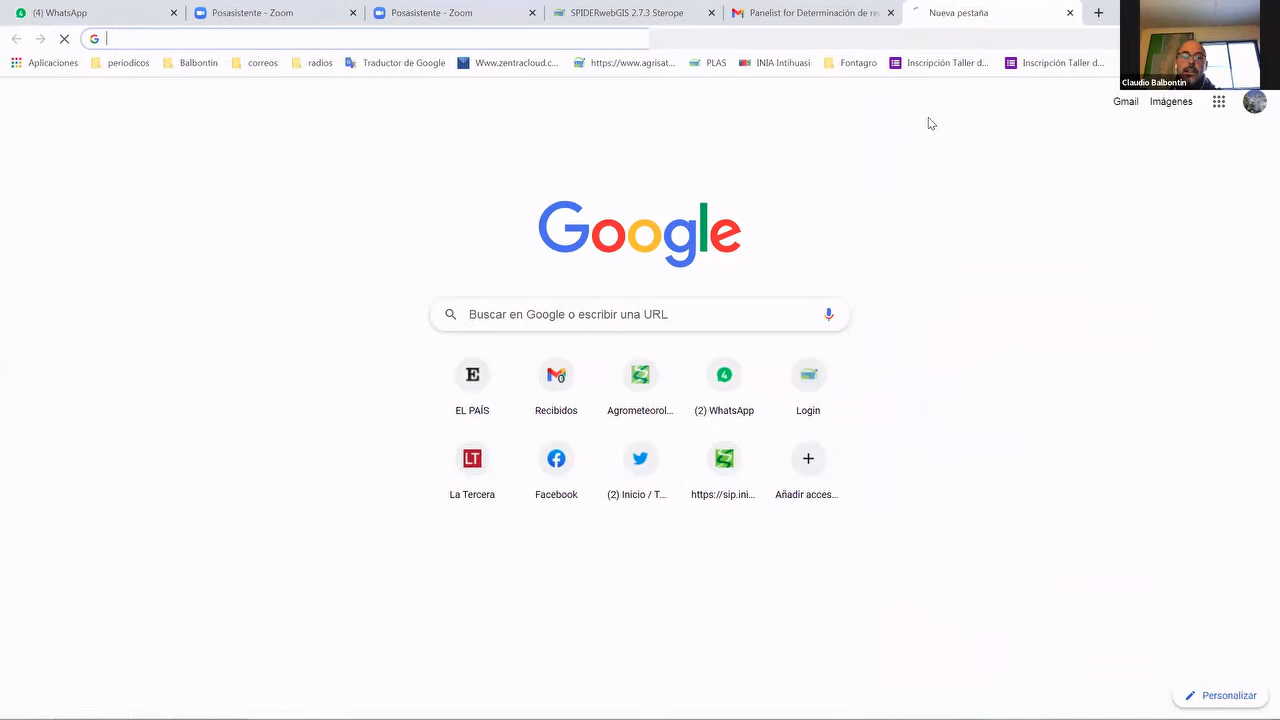 (4) WhatsApp
Posasistente - Zoom
Posasistente - Zoom
SPIDERwebGIS 2.7.3 Sterope
Panelist for Determinación de re
Nueva pestaña
Aplicaciones
periodicos
Balbontin
correos
radios
Traductor de Google
Www.zenmcloud.c...
https://www.agrisat...
PLAS
INIA Intihuasi
Fontagro
Inscripción Taller d...
Inscripción Taller d...
Claudio Balbontin
Gmail
Imágenes
Google
Buscar en Google o escribir una URL
EL PAÍS
Recibidos
Agrometeorol...
(2) WhatsApp
Login
La Tercera
Facebook
(2) Inicio / T...
https://sip.ini...
Añadir acces...
Personalizar